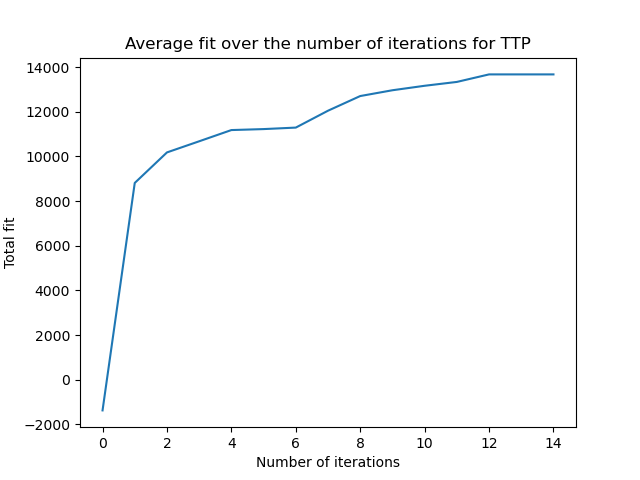 Average fit over the number of iterations for TTP
14000
12000
10000
8000
6000
4000
2000
0
−2000
Total fit
0 2 4 6 8 10 12 14
Number of iterations